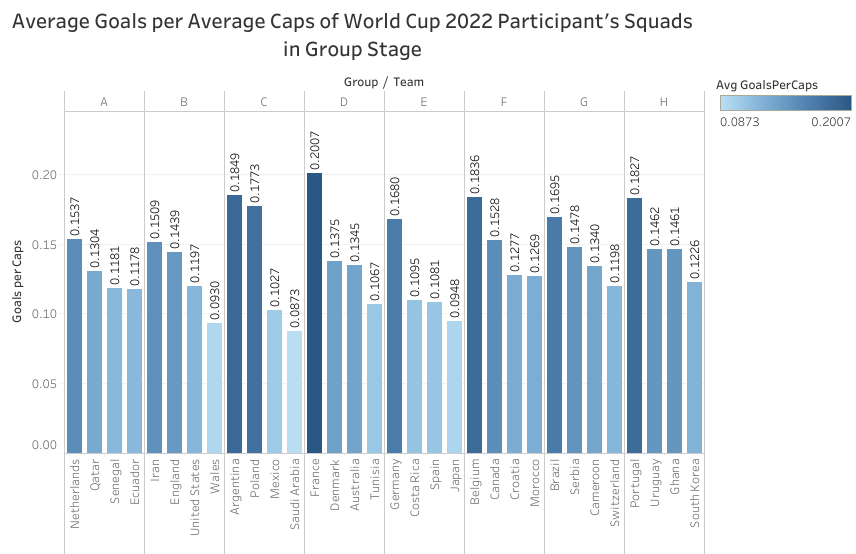 Average Goals per Average Caps of World Cup 2022 Participant's Squads
in Group Stage
Group / Team
A B C D E F G H
Avg GoalsPerCaps
0.0873 0.2007
Goals per Caps
0.20
0.15
0.10
0.05
0.00
0.1537
0.1304
0.1181
0.1178
0.1509
0.1439
0.1197
0.0930
0.1849
0.1773
0.1027
0.0873
0.2007
0.1375
0.1345
0.1067
0.1680
0.1095
0.1081
0.0948
0.1836
0.1528
0.1277
0.1269
0.1695
0.1478
0.1340
0.1198
0.1827
0.1462
0.1461
0.1226
Netherlands
Qatar
Senegal
Ecuador
Iran
England
United States
Wales
Argentina
Poland
Mexico
Saudi Arabia
France
Denmark
Australia
Tunisia
Germany
Costa Rica
Spain
Japan
Belgium
Canada
Croatia
Morocco
Brazil
Serbia
Cameroon
Switzerland
Portugal
Uruguay
Ghana
South Korea